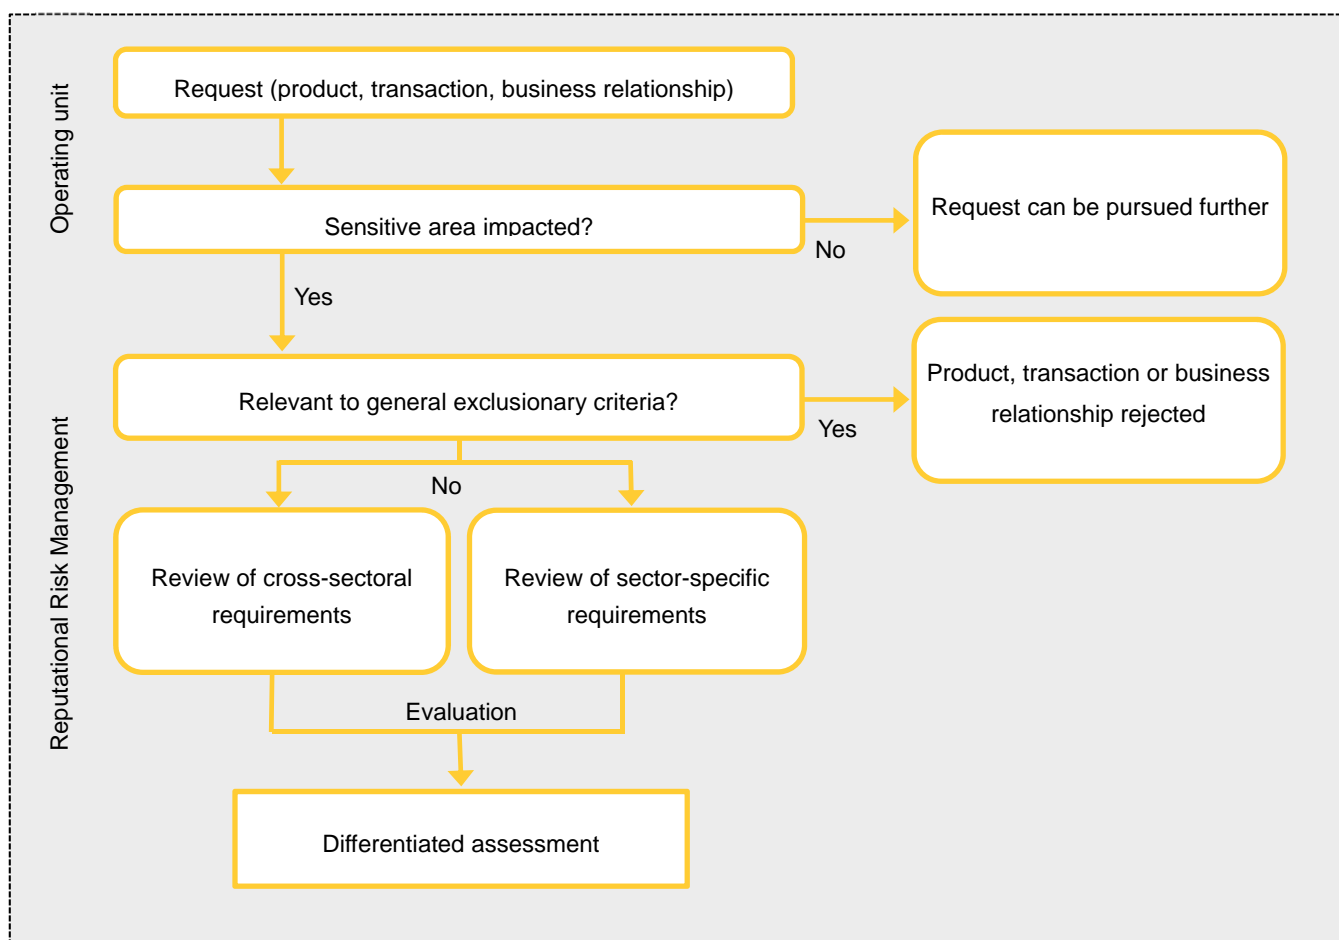 Operating unit
Request (product, transaction, business relationship)
Sensitive area impacted?
No
Request can be pursued further
Yes
Reputational Risk Management
Relevant to general exclusionary criteria?
Yes
Product, transaction or business
relationship rejected
No
Review of cross-sectoral
requirements
Review of sector-specific
requirements
Evaluation
Differentiated assessment